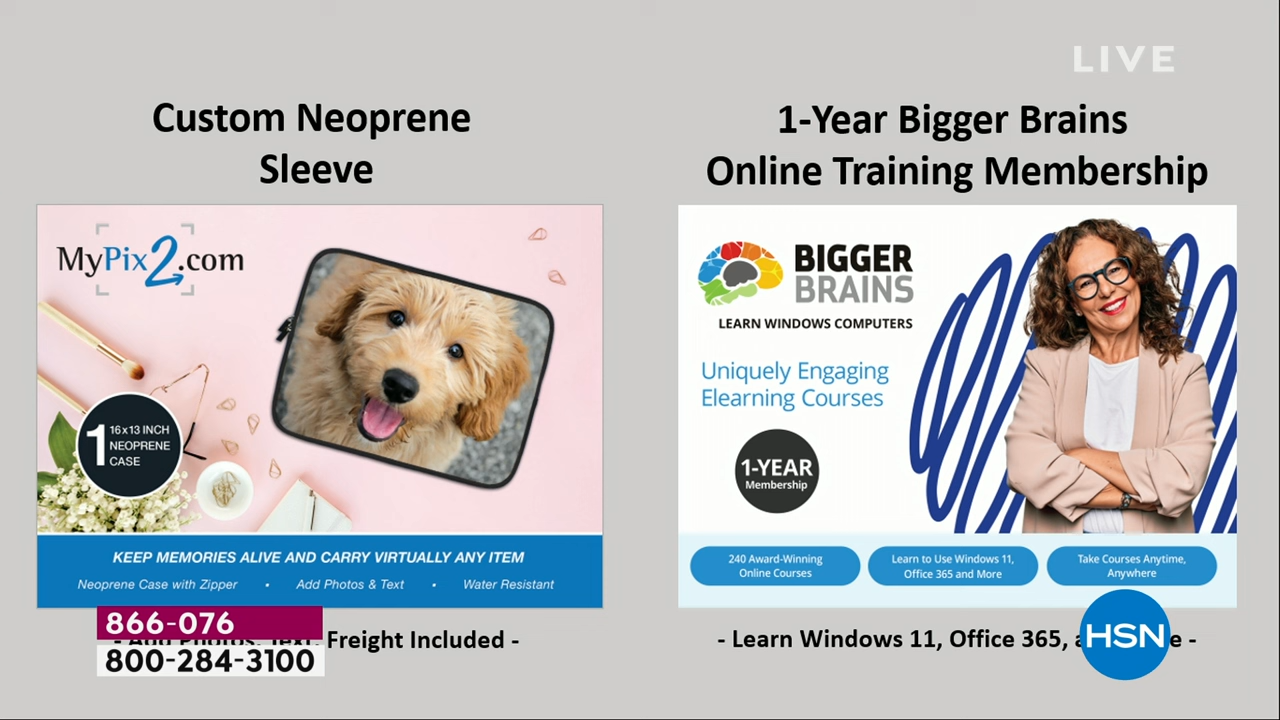 LIVE
Custom Neoprene
Sleeve
MyPix2.com
1 16x13 INCH
NEOPRENE
CASE
KEEP MEMORIES ALIVE AND CARRY VIRTUALLY ANY ITEM
Neoprene Case with Zipper • Add Photos & Text • Water Resistant
866-076
- Add Photos, Text, Freight Included -
800-284-3100
1-Year Bigger Brains
Online Training Membership
BIGGER
BRAINS
LEARN WINDOWS COMPUTERS
Uniquely Engaging
Elearning Courses
1-YEAR
Membership
240 Award-Winning
Online Courses
Learn to Use Windows 11,
Office 365 and More
Take Courses Anytime,
Anywhere
- Learn Windows 11, Office 365, -
HSN